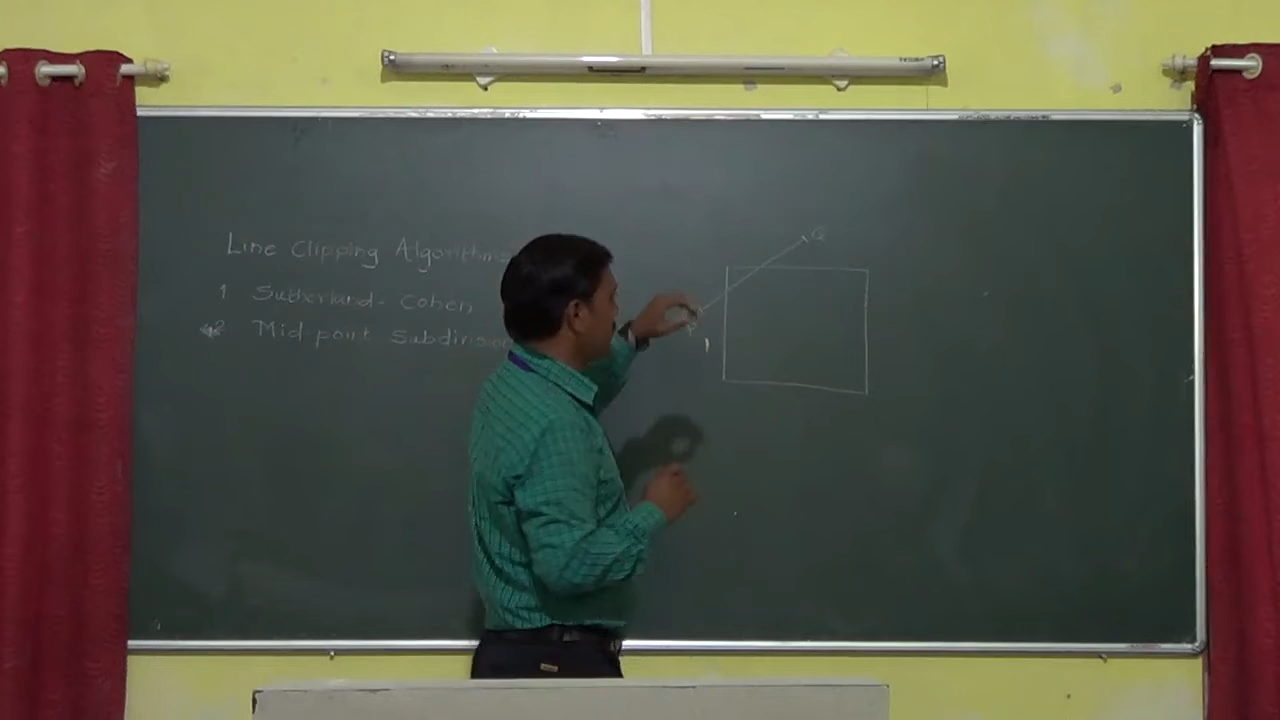 Line Clipping Algorithms
1 Sutherland - Cohen
2 Mid-point Subdivision
Q
P